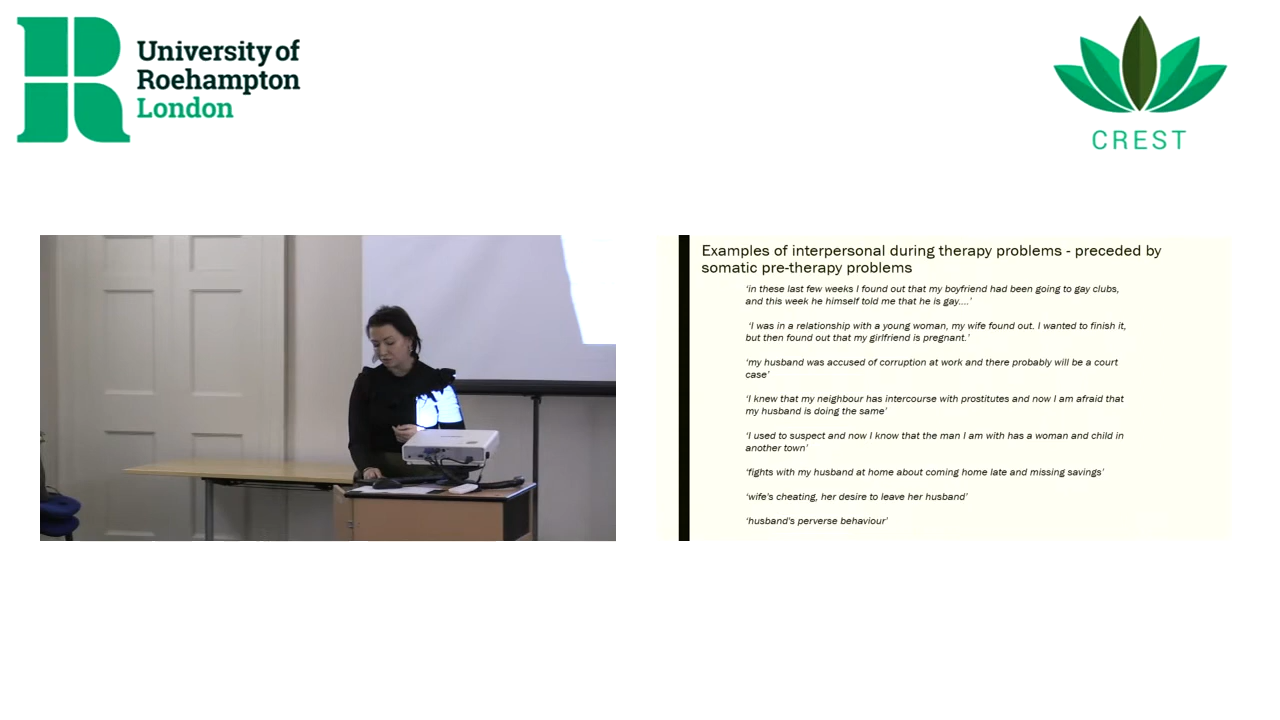 University of
Roehampton
London
CREST
Examples of interpersonal during therapy problems - preceded by
somatic pre-therapy problems
‘in these last few weeks I found out that my boyfriend had been going to gay clubs,
and this week he himself told me that he is gay....’
‘I was in a relationship with a young woman, my wife found out. I wanted to finish it,
but then found out that my girlfriend is pregnant.’
‘my husband was accused of corruption at work and there probably will be a court
case’
‘I knew that my neighbour has intercourse with prostitutes and now I am afraid that
my husband is doing the same’
‘I used to suspect and now I know that the man I am with has a woman and child in
another town’
‘fights with my husband at home about coming home late and missing savings’
‘wife's cheating, her desire to leave her husband’
‘husband's perverse behaviour’